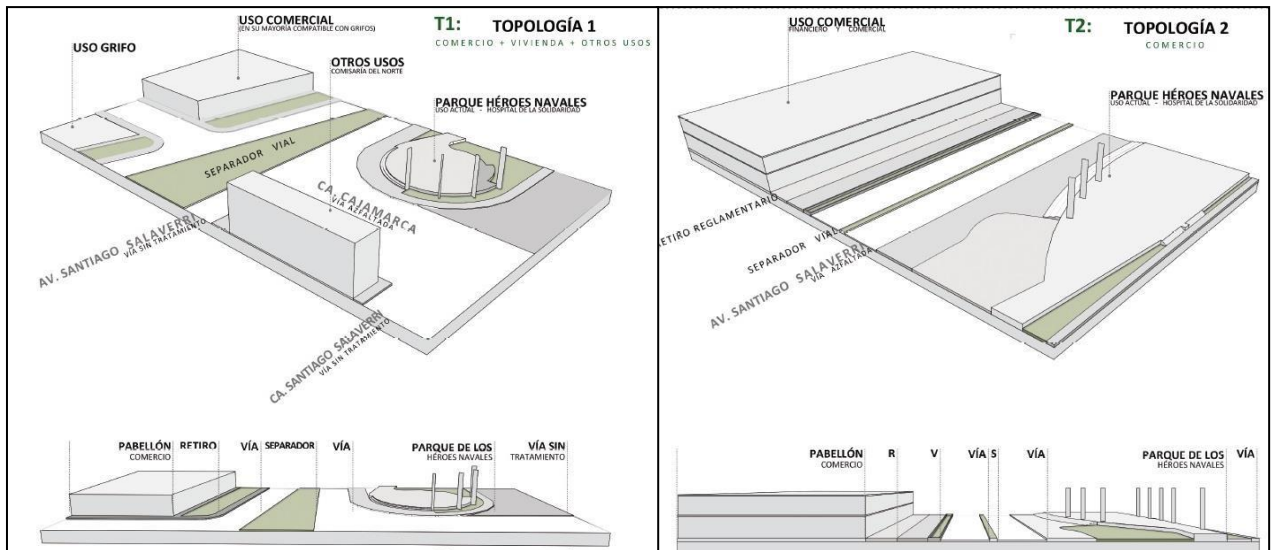 T1: TOPOLOGÍA 1
COMERCIO + VIVIENDA + OTROS USOS
USO COMERCIAL
(EN SU MAYORÍA COMPATIBLE CON GRIFOS)
USO GRIFO
OTROS USOS
COMISARÍA DEL NORTE
PARQUE HÉROES NAVALES
USO ACTUAL - HOSPITAL DE LA SOLIDARIDAD
SEPARADOR VIAL
CA. CAJAMARCA
VÍA AZFALTADA
AV. SANTIAGO SALAVERRI
VÍA SIN TRATAMIENTO
CA. SANTIAGO SALAVERRI
VÍA SIN TRATAMIENTO
PABELLÓN RETIRO VÍA SEPARADOR VÍA PARQUE DE LOS VÍA SIN
COMERCIO HÉROES NAVALES TRATAMIENTO
T2: TOPOLOGÍA 2
COMERCIO
USO COMERCIAL
FINANCIERO Y COMERCIAL
PARQUE HÉROES NAVALES
USO ACTUAL - HOSPITAL DE LA SOLIDARIDAD
RETIRO REGLAMENTARIO
SEPARADOR VIAL
AV. SANTIAGO SALAVERRI
VÍA AZFALTADA
PABELLÓN R V VÍA S VÍA PARQUE DE LOS VÍA
COMERCIO HÉROES NAVALES